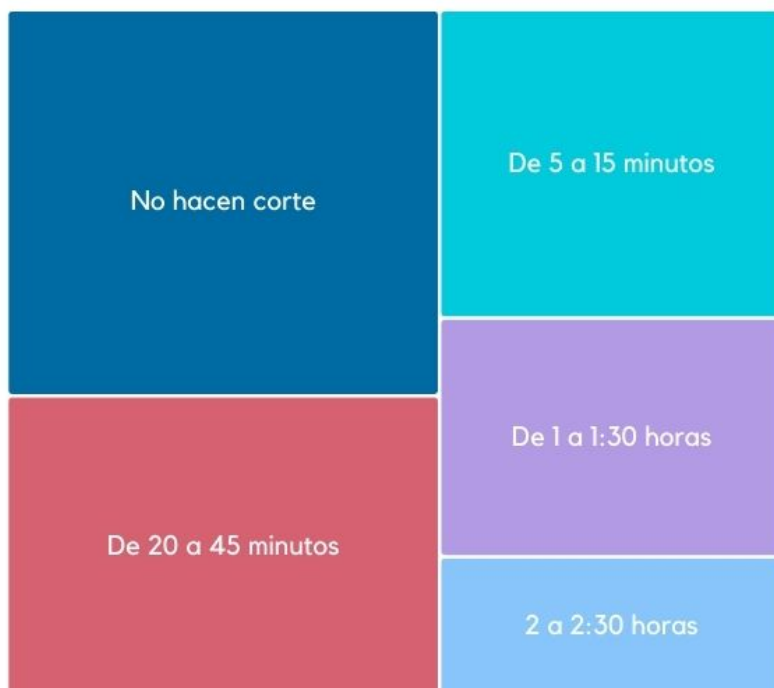 No hacen corte
De 5 a 15 minutos
De 20 a 45 minutos
De 1 a 1:30 horas
2 a 2:30 horas